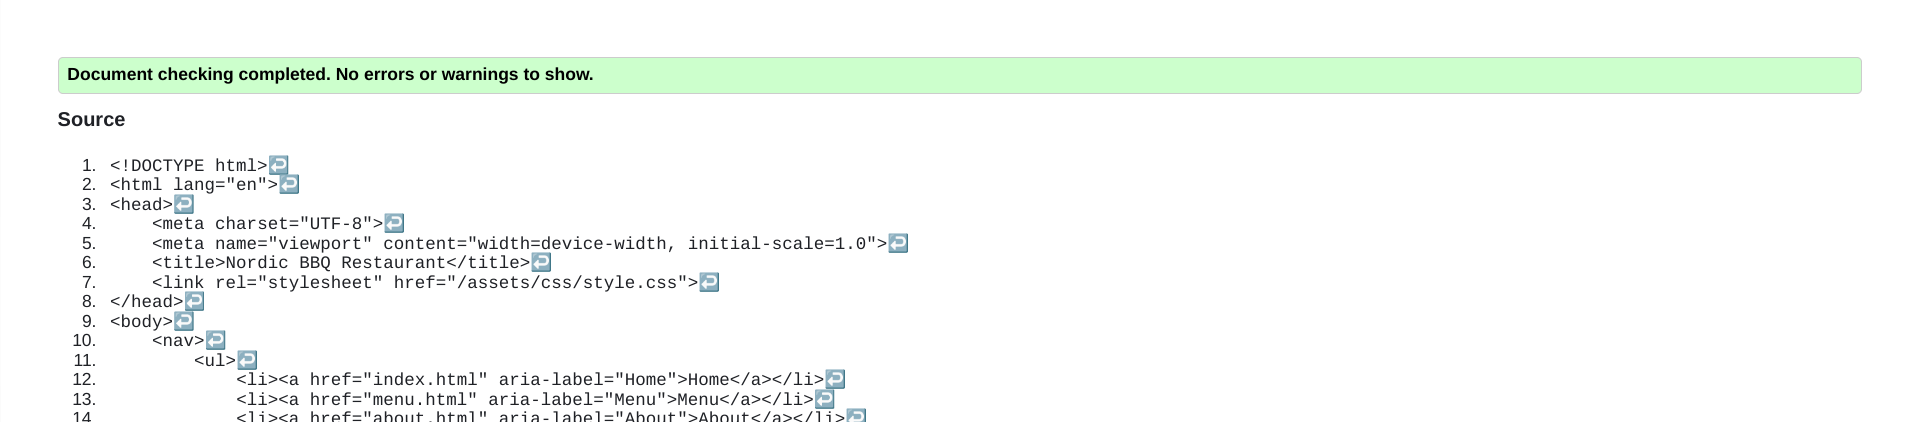 Document checking completed. No errors or warnings to show.
Source
1. <!DOCTYPE html>↩
2. <html lang="en">↩
3. <head>↩
4.     <meta charset="UTF-8">↩
5.     <meta name="viewport" content="width=device-width, initial-scale=1.0">↩
6.     <title>Nordic BBQ Restaurant</title>↩
7.     <link rel="stylesheet" href="/assets/css/style.css">↩
8. </head>↩
9. <body>↩
10.     <nav>↩
11.         <ul>↩
12.             <li><a href="index.html" aria-label="Home">Home</a></li>↩
13.             <li><a href="menu.html" aria-label="Menu">Menu</a></li>↩
14.             <li><a href="about.html" aria-label="About">About</a></li>↩